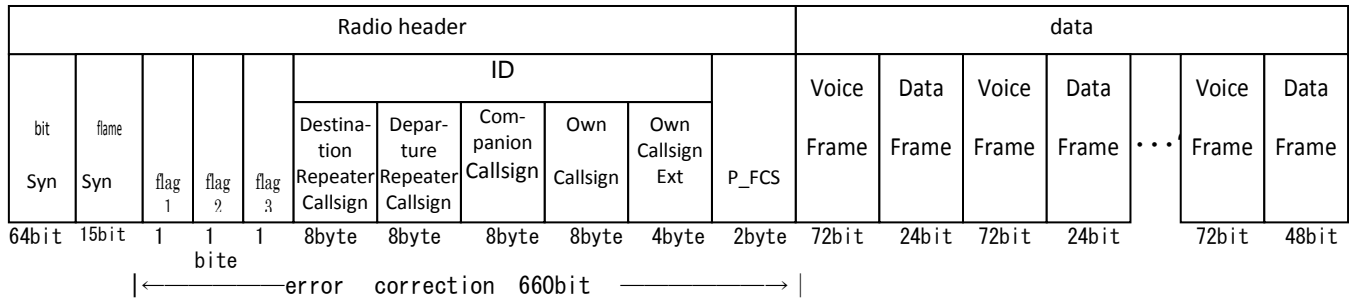 Radio header data
ID
bit Syn
flame Syn
flag 1
flag 2
flag 3
Destina-
tion
Repeater
Callsign
Depar-
ture
Repeater
Callsign
Com-
panion
Callsign
Own
Callsign
Own
Callsign
Ext
P_FCS
Voice
Frame
Data
Frame
Voice
Frame
Data
Frame
･･･
Voice
Frame
Data
Frame
64bit 15bit 1 1 1 8byte 8byte 8byte 8byte 4byte 2byte 72bit 24bit 72bit 24bit 72bit 48bit
bite
error correction 660bit